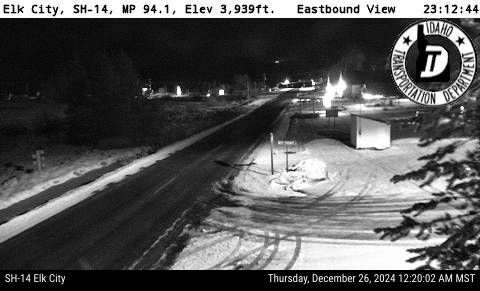 Elk City, SH-14, MP 94.1, Elev 3,939ft. Eastbound View 23:12:44
IDAHO
TRANSPORTATION DEPARTMENT
SH-14 Elk City Thursday, December 26, 2024 12:20:02 AM MST